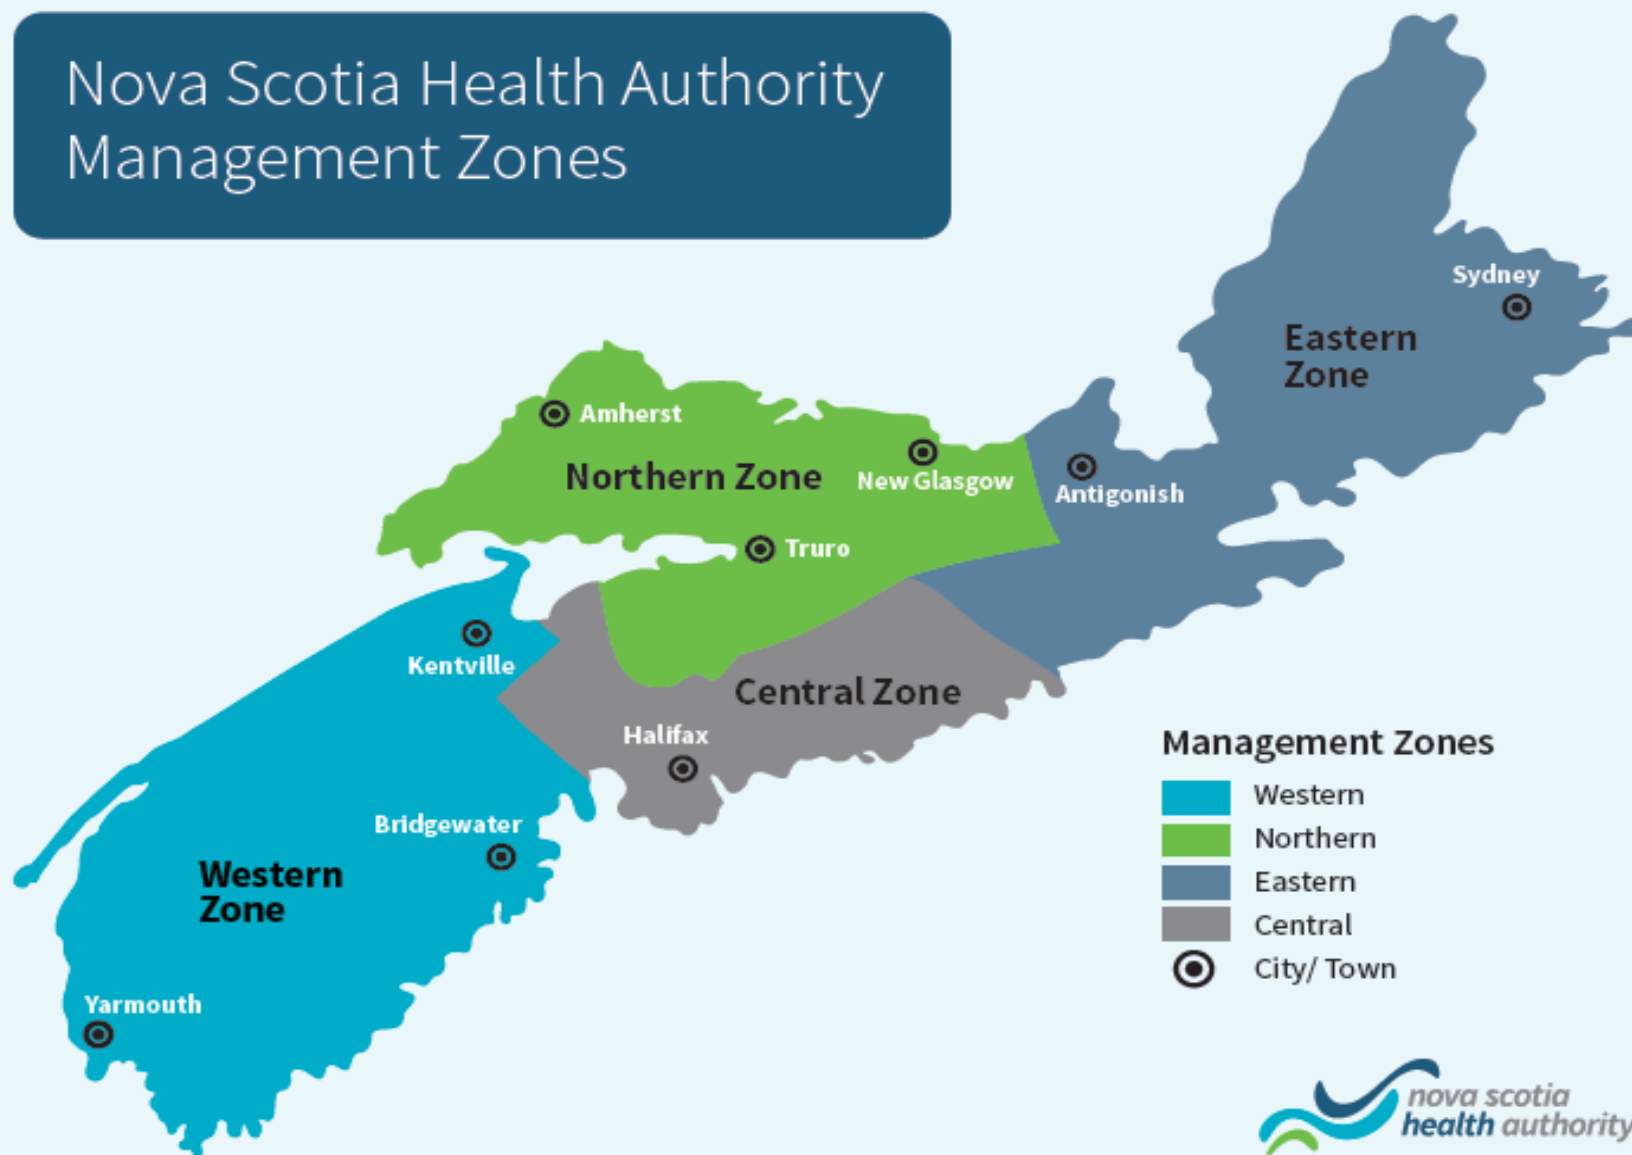 Nova Scotia Health Authority
Management Zones
Sydney
Eastern
Zone
Amherst
Northern Zone
New Glasgow
Antigonish
Truro
Kentville
Central Zone
Halifax
Bridgewater
Western
Zone
Yarmouth
Management Zones
Western
Northern
Eastern
Central
City/ Town
nova scotia
health authority